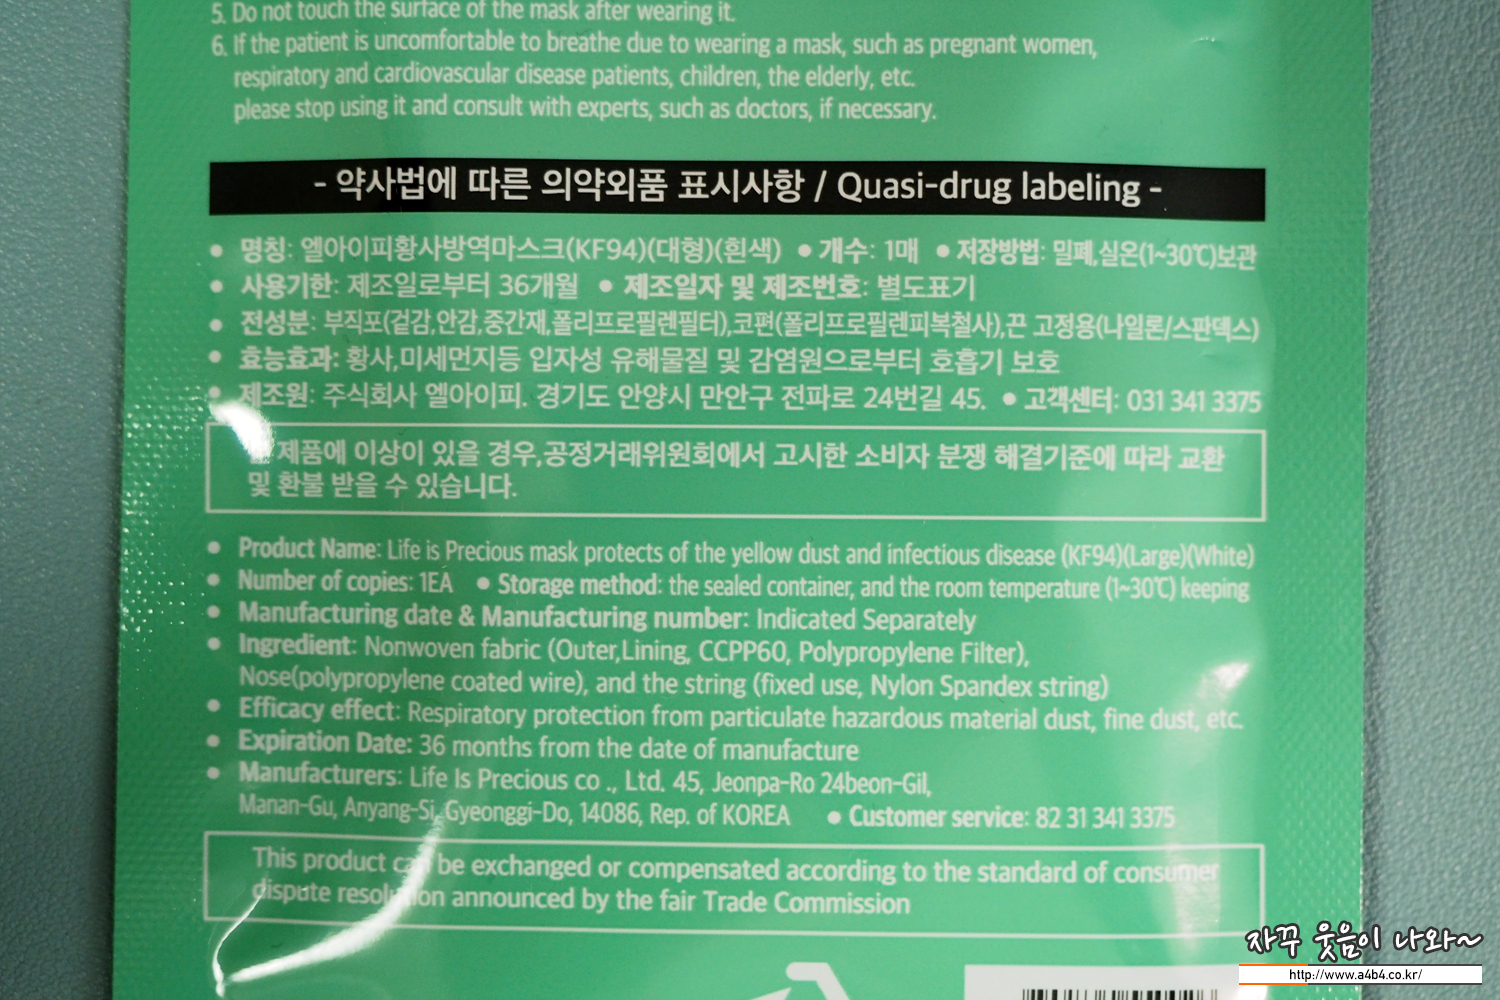 5. Do not touch the surface of the mask after wearing it.
6. If the patient is uncomfortable to breathe due to wearing a mask, such as pregnant women,
respiratory and cardiovascular disease patients, children, the elderly, etc.
please stop using it and consult with experts, such as doctors, if necessary.
- 약사법에 따른 의약외품 표시사항 / Quasi-drug labeling -
• 명칭: 엘아이피황사방역마스크(KF94)(대형)(흰색) • 개수: 1매 • 저장방법: 밀폐,실온(1~30℃)보관
• 사용기한: 제조일로부터 36개월 • 제조일자 및 제조번호: 별도표기
• 전성분: 부직포(겉감,안감,중간재,폴리프로필렌필터),코편(폴리프로필렌피복철사),끈 고정용(나일론/스판덱스)
• 효능효과: 황사,미세먼지등 입자성 유해물질 및 감염원으로부터 호흡기 보호
• 제조원: 주식회사 엘아이피. 경기도 안양시 만안구 전파로 24번길 45. • 고객센터: 031 341 3375
제품에 이상이 있을 경우,공정거래위원회에서 고시한 소비자 분쟁 해결기준에 따라 교환
및 환불 받을 수 있습니다.
• Product Name: Life is Precious mask protects of the yellow dust and infectious disease (KF94)(Large)(White)
• Number of copies: 1EA • Storage method: the sealed container, and the room temperature (1~30℃) keeping
• Manufacturing date & Manufacturing number: Indicated Separately
• Ingredient: Nonwoven fabric (Outer,Lining, CCPP60, Polypropylene Filter),
Nose(polypropylene coated wire), and the string (fixed use, Nylon Spandex string)
• Efficacy effect: Respiratory protection from particulate hazardous material dust, fine dust, etc.
• Expiration Date: 36 months from the date of manufacture
• Manufacturers: Life Is Precious co ., Ltd. 45, Jeonpa-Ro 24beon-Gil,
Manan-Gu, Anyang-Si, Gyeonggi-Do, 14086, Rep. of KOREA • Customer service: 82 31 341 3375
This product can be exchanged or compensated according to the standard of consumer
dispute resolution announced by the fair Trade Commission
자꾸 웃음이 나와~
http://www.a4b4.co.kr/